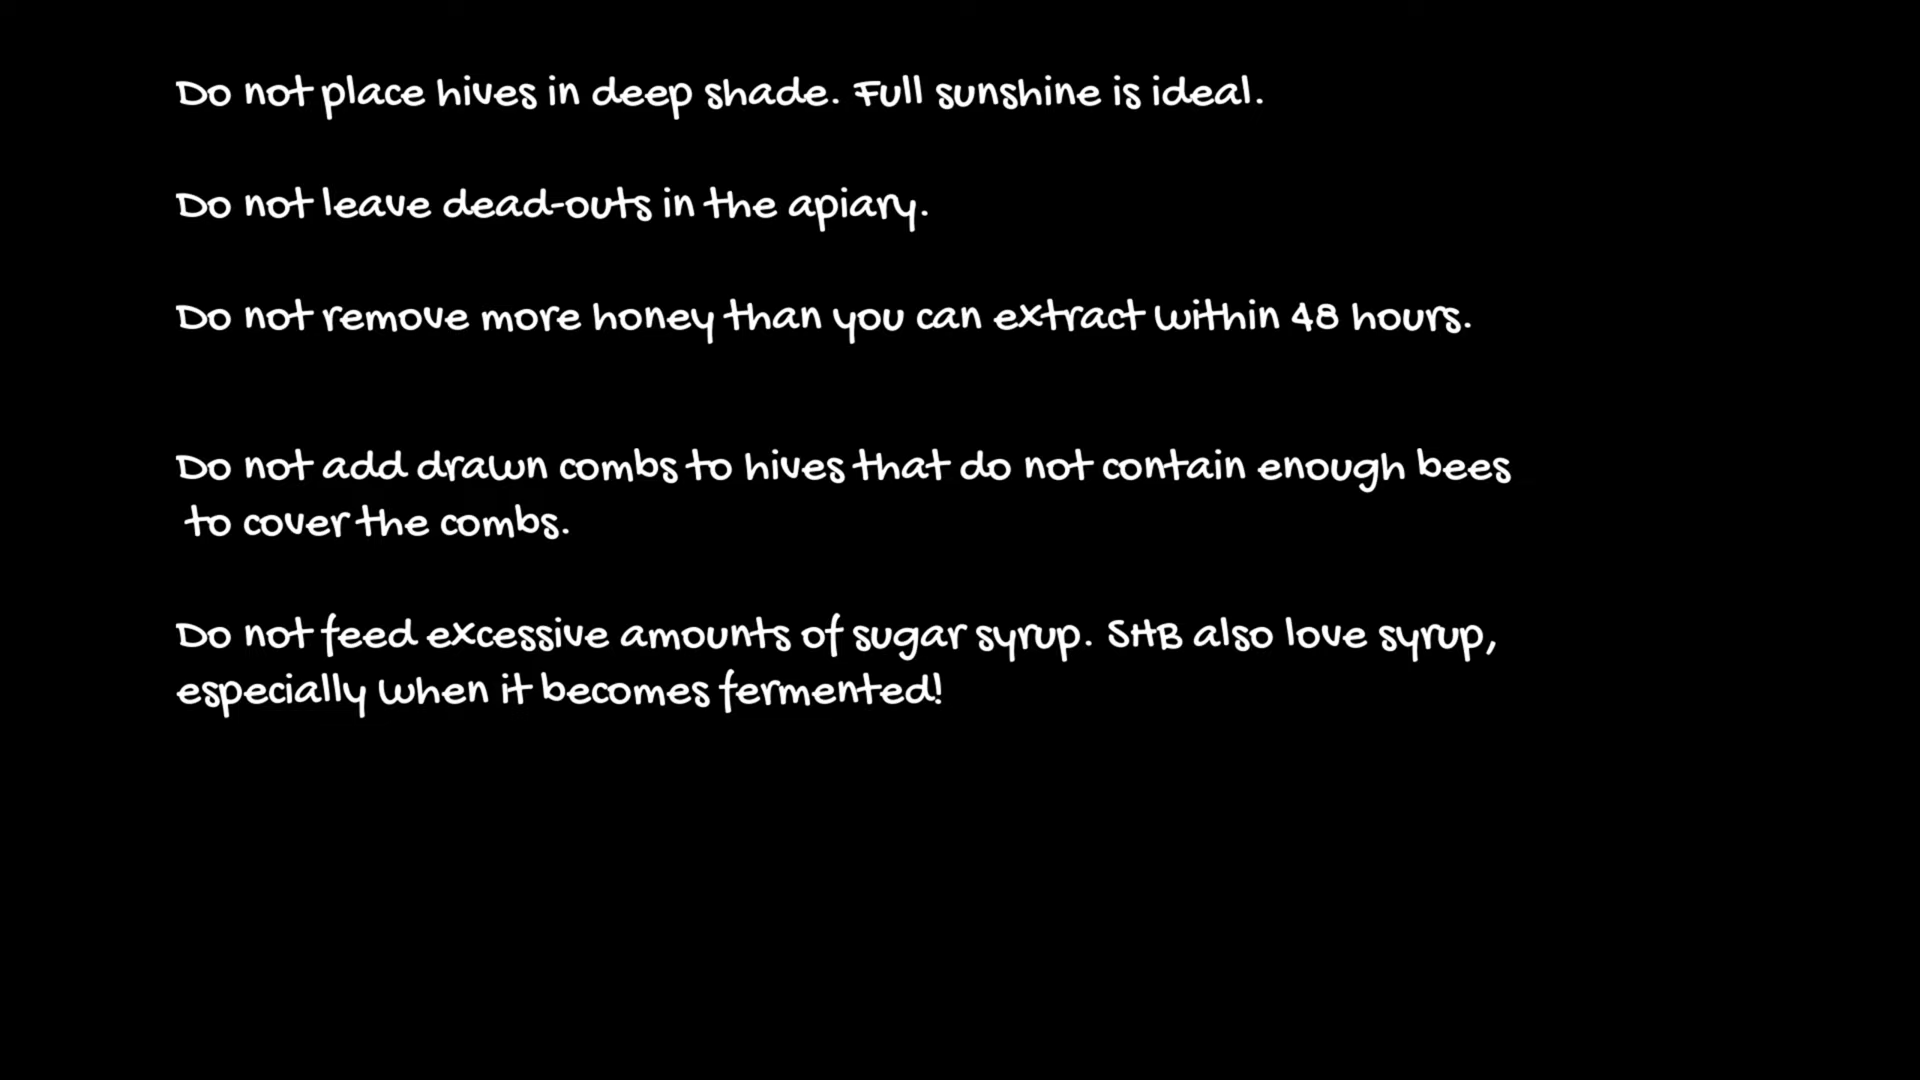 Do not place hives in deep shade. Full sunshine is ideal.
Do not leave dead-outs in the apiary.
Do not remove more honey than you can extract within 48 hours.
Do not add drawn combs to hives that do not contain enough bees
to cover the combs.
Do not feed excessive amounts of sugar syrup. SHB also love syrup,
especially when it becomes fermented!